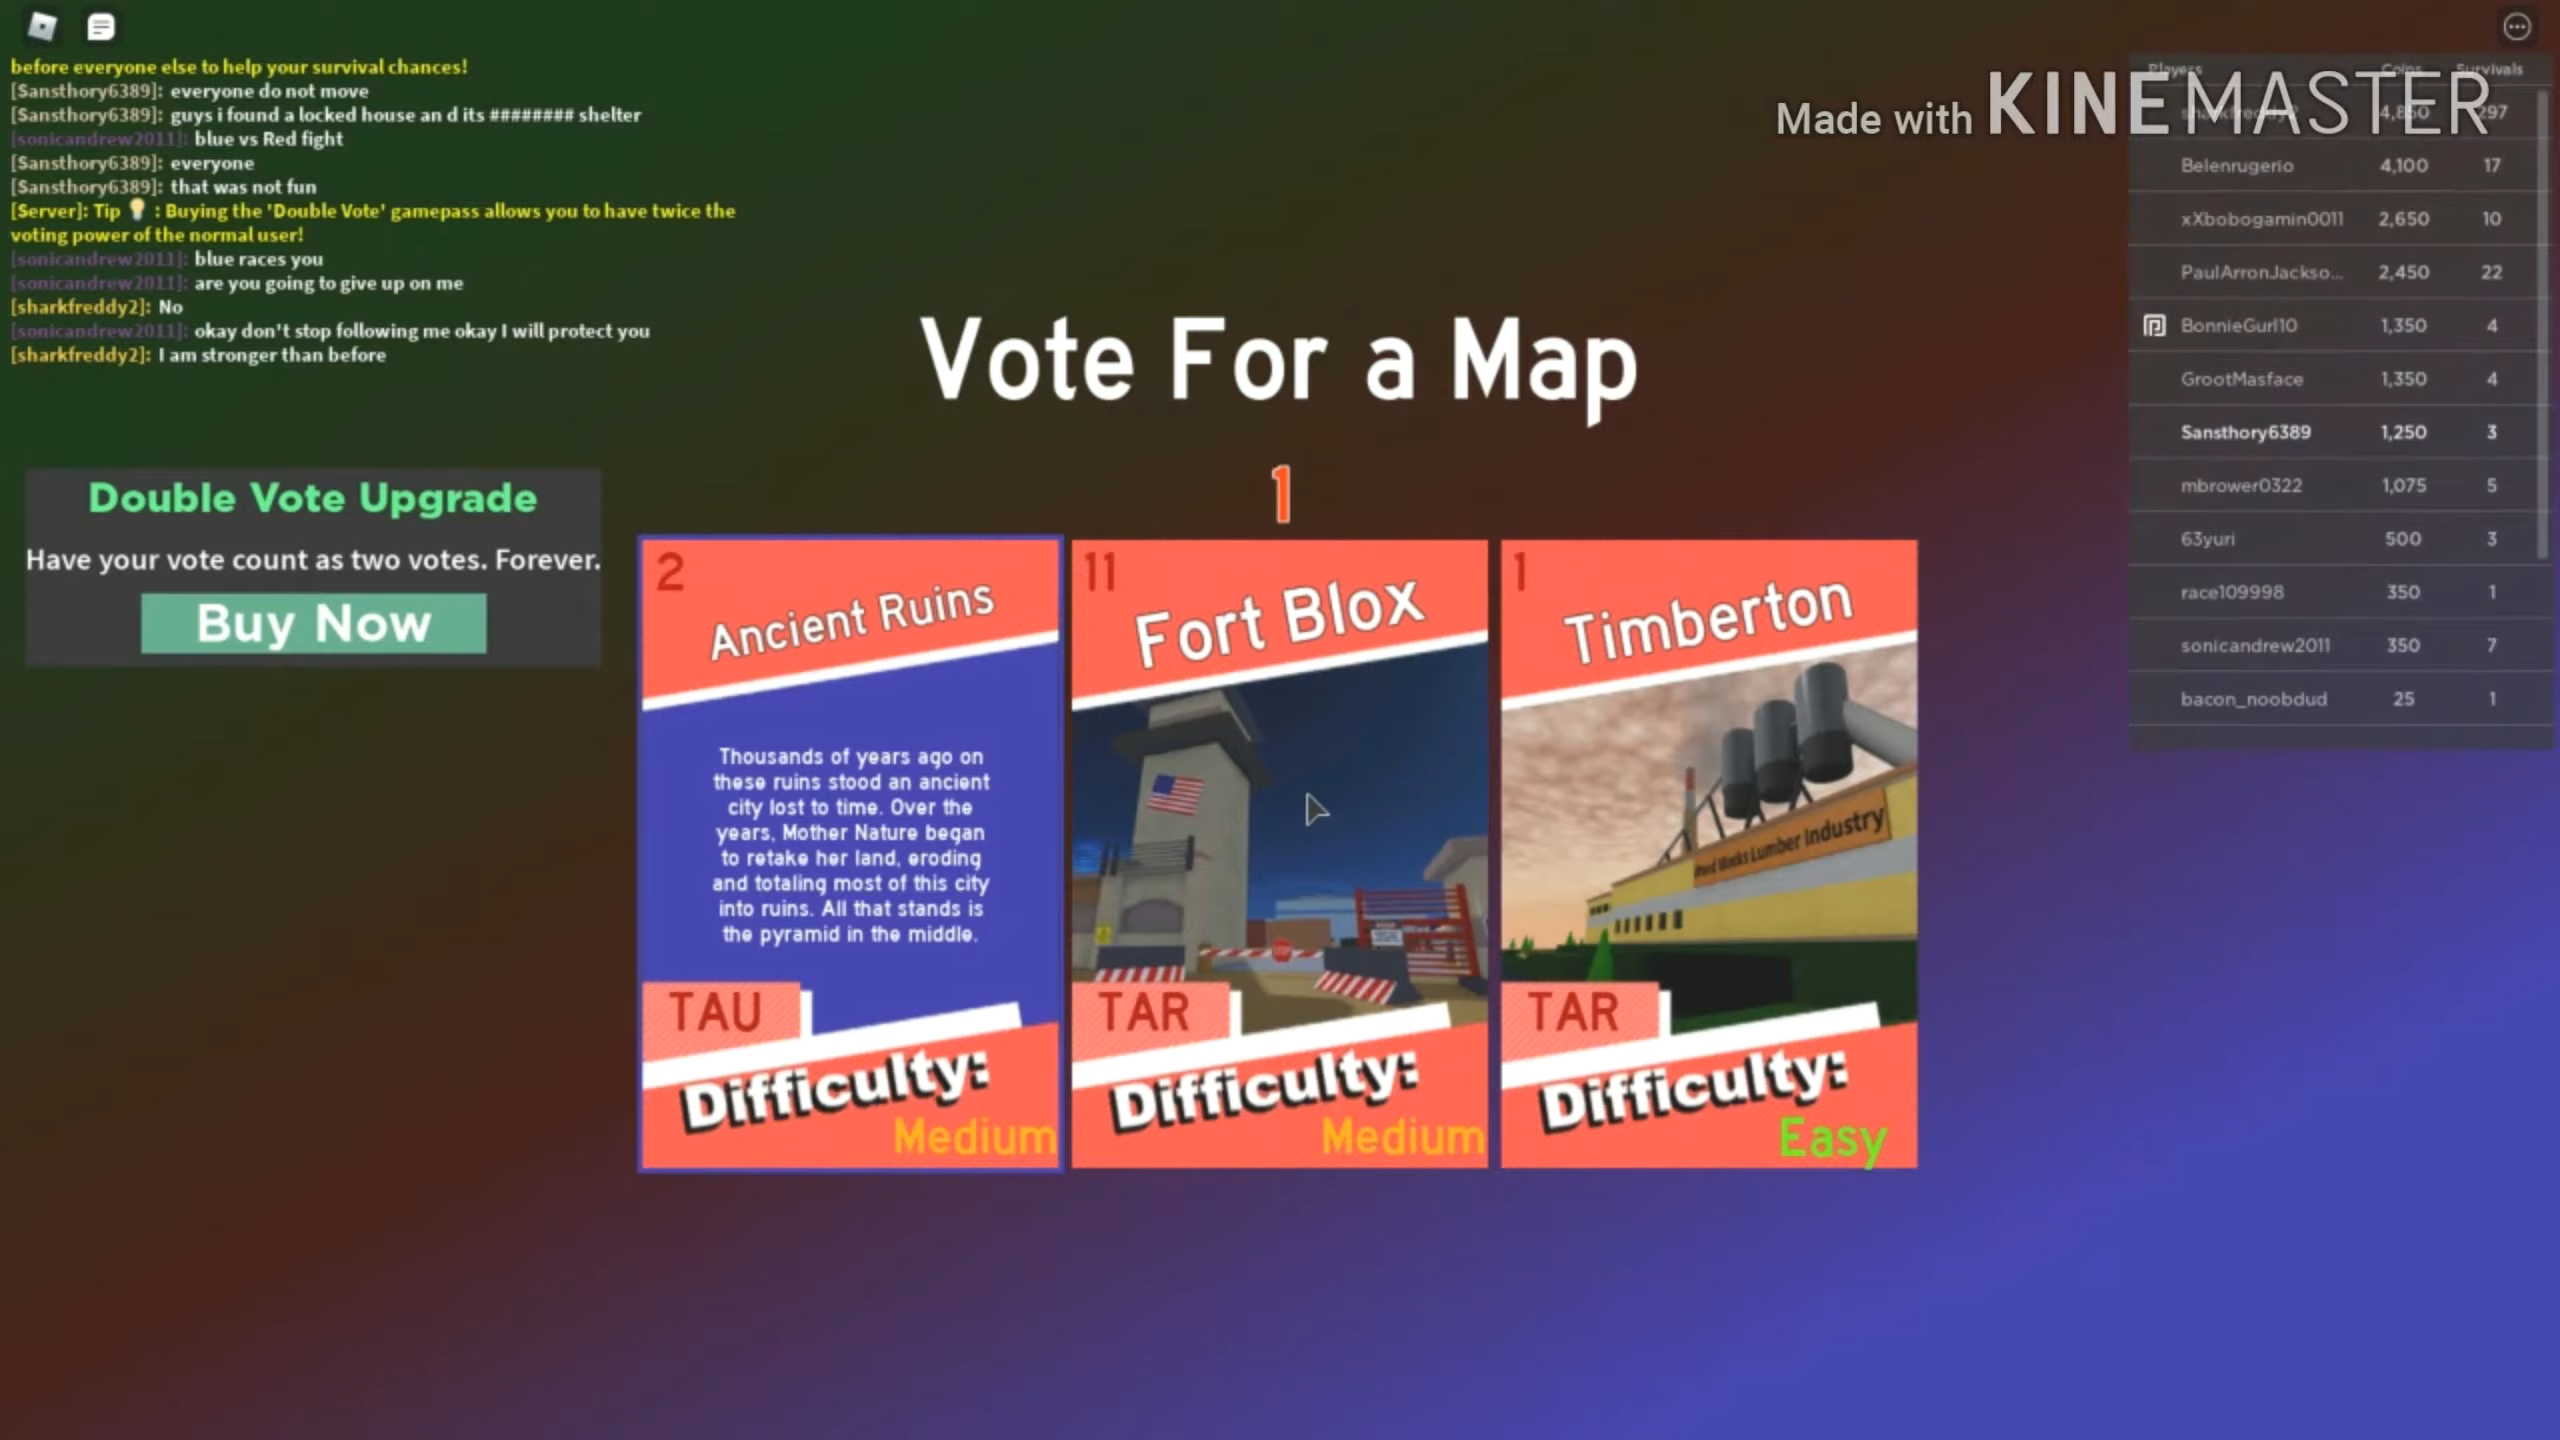 before everyone else to help your survival chances!
[Sansthory6389]: everyone do not move
[Sansthory6389]: guys i found a locked house an d its ######## shelter
[sonicandrew2011]: blue vs Red fight
[Sansthory6389]: everyone
[Sansthory6389]: that was not fun
[Server]: Tip 💡 : Buying the 'Double Vote' gamepass allows you to have twice the
voting power of the normal user!
[sonicandrew2011]: blue races you
[sonicandrew2011]: are you going to give up on me
[sharkfreddy2]: No
[sonicandrew2011]: okay don't stop following me okay I will protect you
[sharkfreddy2]: I am stronger than before
Made with KINEMASTER
Players Coins Survivals
sharkfreddy2 4,850 297
Belenrugerio 4,100 17
xXbobogamin0011 2,650 10
PaulArronJackso... 2,450 22
BonnieGurl10 1,350 4
GrootMasface 1,350 4
Sansthory6389 1,250 3
mbrower0322 1,075 5
63yuri 500 3
race109998 350 1
sonicandrew2011 350 7
bacon_noobdud 25 1
Vote For a Map
1
Double Vote Upgrade
Have your vote count as two votes. Forever.
Buy Now
2
Ancient Ruins
Thousands of years ago on
these ruins stood an ancient
city lost to time. Over the
years, Mother Nature began
to retake her land, eroding
and totaling most of this city
into ruins. All that stands is
the pyramid in the middle.
TAU
Difficulty:
Medium
11
Fort Blox
STOP
TAR
Difficulty:
Medium
1
Timberton
Works Lumber Industry
TAR
Difficulty:
Easy